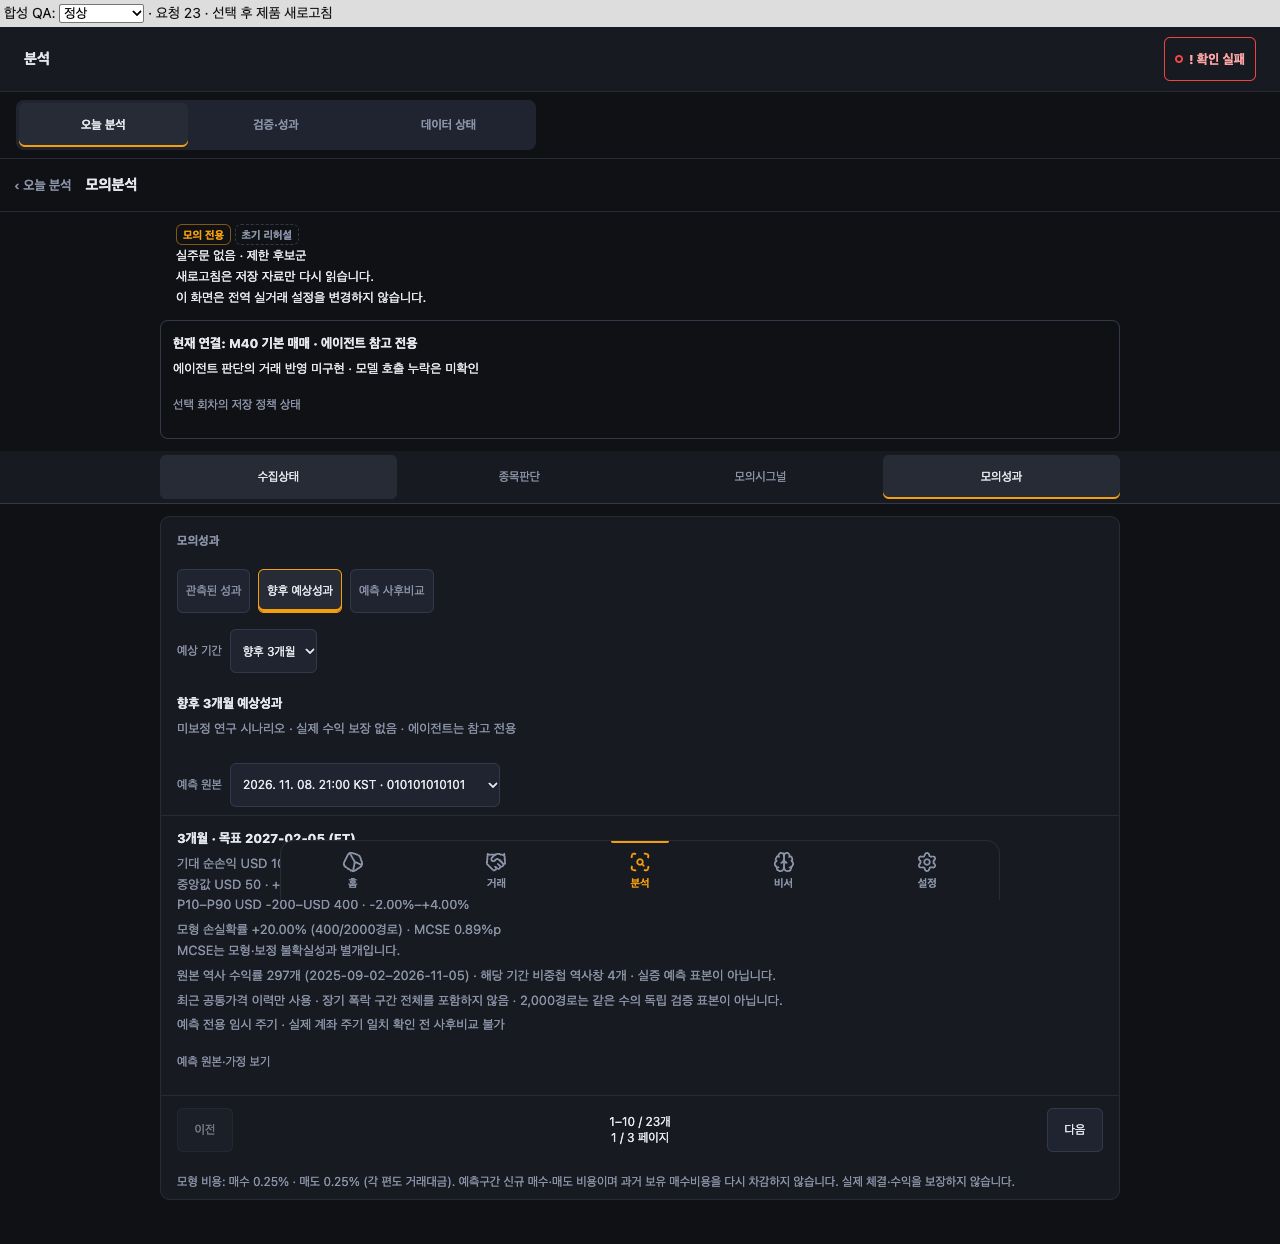 합성 QA: 정상 · 요청 23 · 선택 후 제품 새로고침
분석
! 확인 실패
오늘 분석 검증·성과 데이터 상태
‹ 오늘 분석 모의분석
모의 전용 초기 리허설
실주문 없음 · 제한 후보군
새로고침은 저장 자료만 다시 읽습니다.
이 화면은 전역 실거래 설정을 변경하지 않습니다.
현재 연결: M40 기본 매매 · 에이전트 참고 전용
에이전트 판단의 거래 반영 미구현 · 모델 호출 누락은 미확인
선택 회차의 저장 정책 상태
수집상태 종목판단 모의시그널 모의성과
모의성과
관측된 성과 향후 예상성과 예측 사후비교
예상 기간 향후 3개월
향후 3개월 예상성과
미보정 연구 시나리오 · 실제 수익 보장 없음 · 에이전트는 참고 전용
예측 원본 2026. 11. 08. 21:00 KST · 010101010101
3개월 · 목표 2027-02-05 (ET)
기대 순손익 USD
중앙값 USD 50 · +
홈 거래 분석 비서 설정
P10–P90 USD -200–USD 400 · -2.00%–+4.00%
모형 손실확률 +20.00% (400/2000경로) · MCSE 0.89%p
MCSE는 모형·보정 불확실성과 별개입니다.
원본 역사 수익률 297개 (2025-09-02–2026-11-05) · 해당 기간 비중첩 역사창 4개 · 실증 예측 표본이 아닙니다.
최근 공통가격 이력만 사용 · 장기 폭락 구간 전체를 포함하지 않음 · 2,000경로는 같은 수의 독립 검증 표본이 아닙니다.
예측 전용 임시 주기 · 실제 계좌 주기 일치 확인 전 사후비교 불가
예측 원본·가정 보기
이전
1–10 / 23개
1 / 3 페이지
다음
모형 비용: 매수 0.25% · 매도 0.25% (각 편도 거래대금). 예측구간 신규 매수·매도 비용이며 과거 보유 매수비용을 다시 차감하지 않습니다. 실제 체결·수익을 보장하지 않습니다.